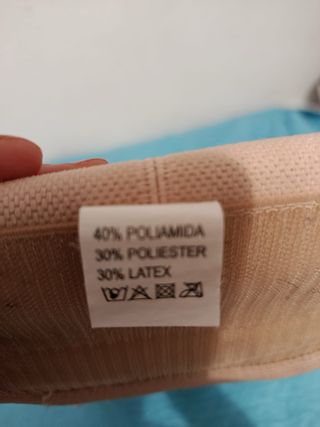 40% POLIAMIDA
30% POLIESTER
30% LATEX